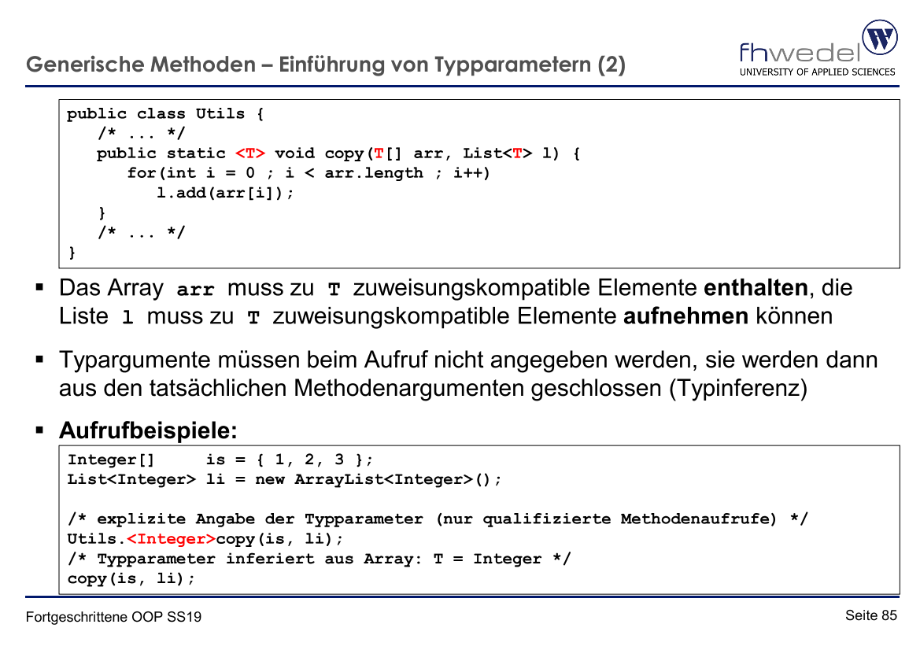 Generische Methoden – Einführung von Typparametern (2)
fhwedel
UNIVERSITY OF APPLIED SCIENCES
public class Utils {
/* ... */
public static <T> void copy(T[] arr, List<T> l) {
for(int i = 0 ; i < arr.length ; i++)
l.add(arr[i]);
}
/* ... */
}
▪ Das Array arr muss zu T zuweisungskompatible Elemente enthalten, die
Liste l muss zu T zuweisungskompatible Elemente aufnehmen können
▪ Typargumente müssen beim Aufruf nicht angegeben werden, sie werden dann
aus den tatsächlichen Methodenargumenten geschlossen (Typinferenz)
▪ Aufrufbeispiele:
Integer[] is = { 1, 2, 3 };
List<Integer> li = new ArrayList<Integer>();
/* explizite Angabe der Typparameter (nur qualifizierte Methodenaufrufe) */
Utils.<Integer>copy(is, li);
/* Typparameter inferiert aus Array: T = Integer */
copy(is, li);
Fortgeschrittene OOP SS19
Seite 85